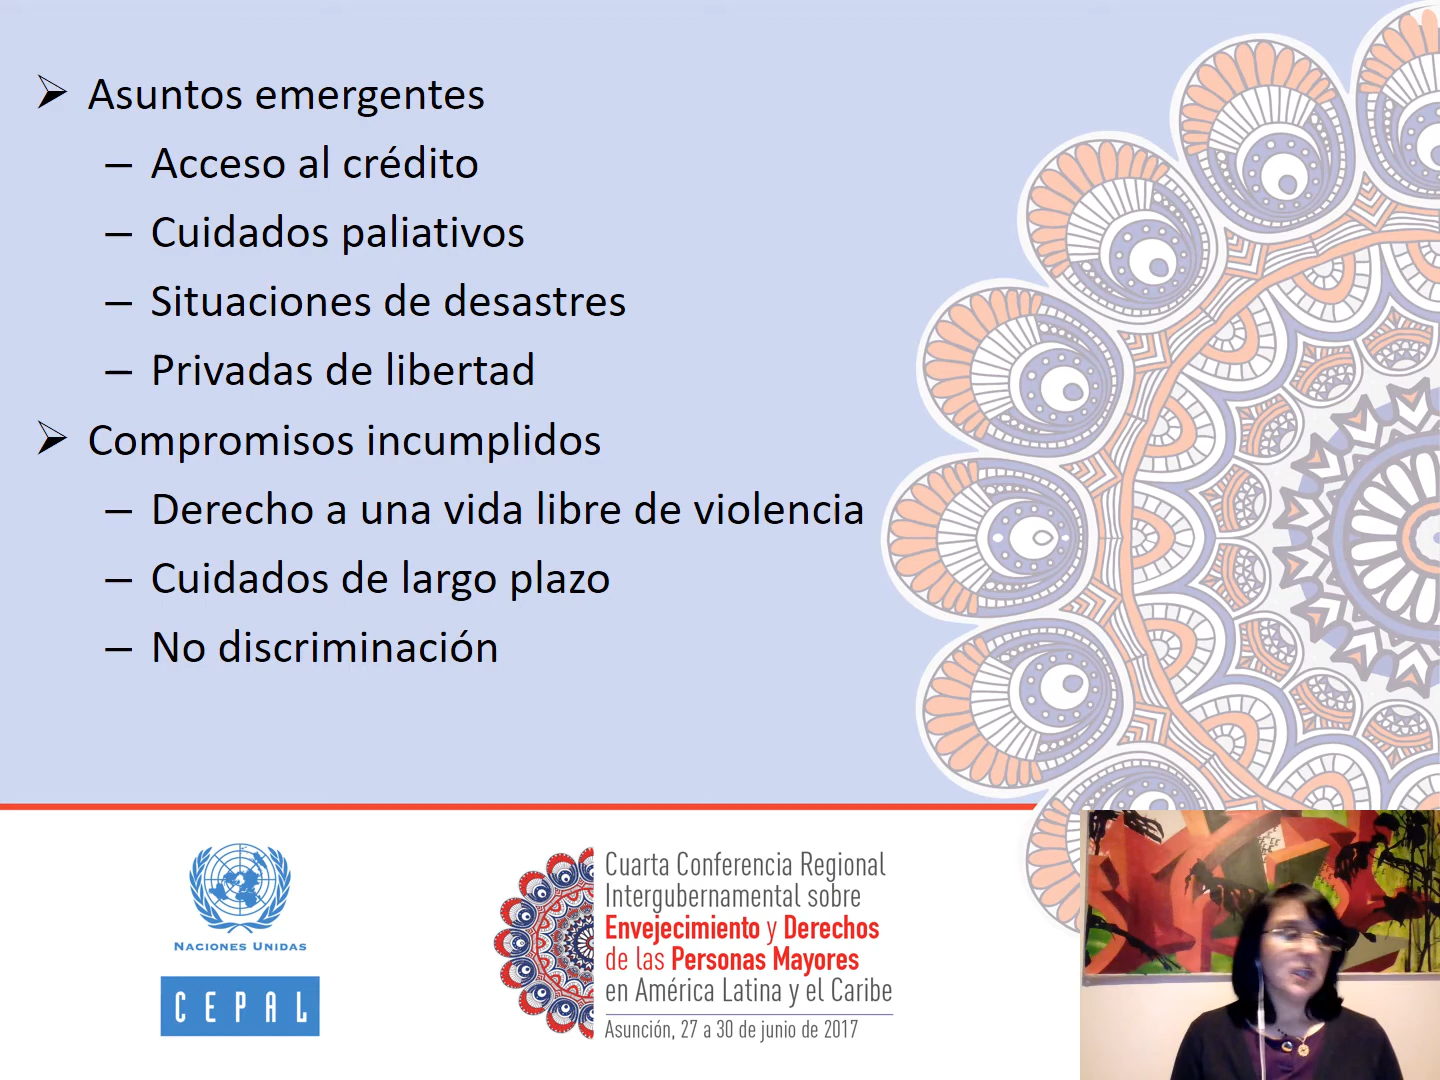 ➢ Asuntos emergentes
– Acceso al crédito
– Cuidados paliativos
– Situaciones de desastres
– Privadas de libertad
➢ Compromisos incumplidos
– Derecho a una vida libre de violencia
– Cuidados de largo plazo
– No discriminación
NACIONES UNIDAS
CEPAL
Cuarta Conferencia Regional
Intergubernamental sobre
Envejecimiento y Derechos
de las Personas Mayores
en América Latina y el Caribe
Asunción, 27 a 30 de junio de 2017